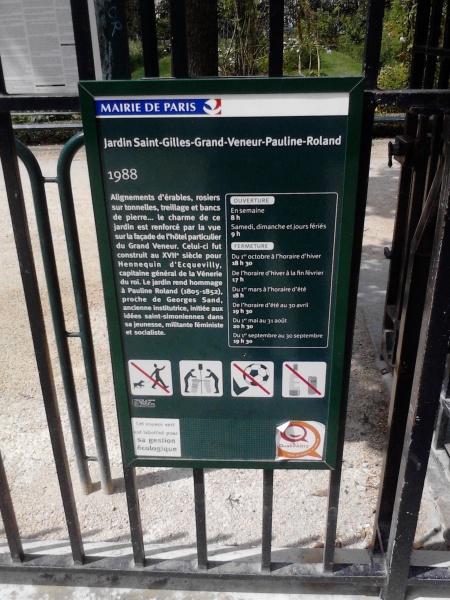 MAIRIE DE PARIS
Jardin Saint-Gilles-Grand-Veneur-Pauline-Roland
1988
Alignements d'érables, rosiers
sur tonnelles, treillage et bancs
de pierre... le charme de ce
jardin est renforcé par la vue
sur la façade de l'hôtel particulier
du Grand Veneur. Celui-ci fut
construit au XVIIe siècle pour
Hennequin d'Ecquevilly,
capitaine général de la Vénerie
du roi. Le jardin rend hommage
à Pauline Roland (1805-1852),
proche de Georges Sand,
ancienne institutrice, initiée aux
idées saint-simoniennes dans
sa jeunesse, militante féministe
et socialiste.
OUVERTURE
En semaine
8 h
Samedi, dimanche et jours fériés
9 h
FERMETURE
Du 1er octobre à l'horaire d'hiver
18 h 30
De l'horaire d'hiver à la fin février
17 h
Du 1er mars à l'horaire d'été
18 h
De l'horaire d'été au 30 avril
19 h 30
Du 1er mai au 31 août
20 h 30
Du 1er septembre au 30 septembre
19 h 30
Cet espace vert
est labellisé pour
sa gestion
écologique